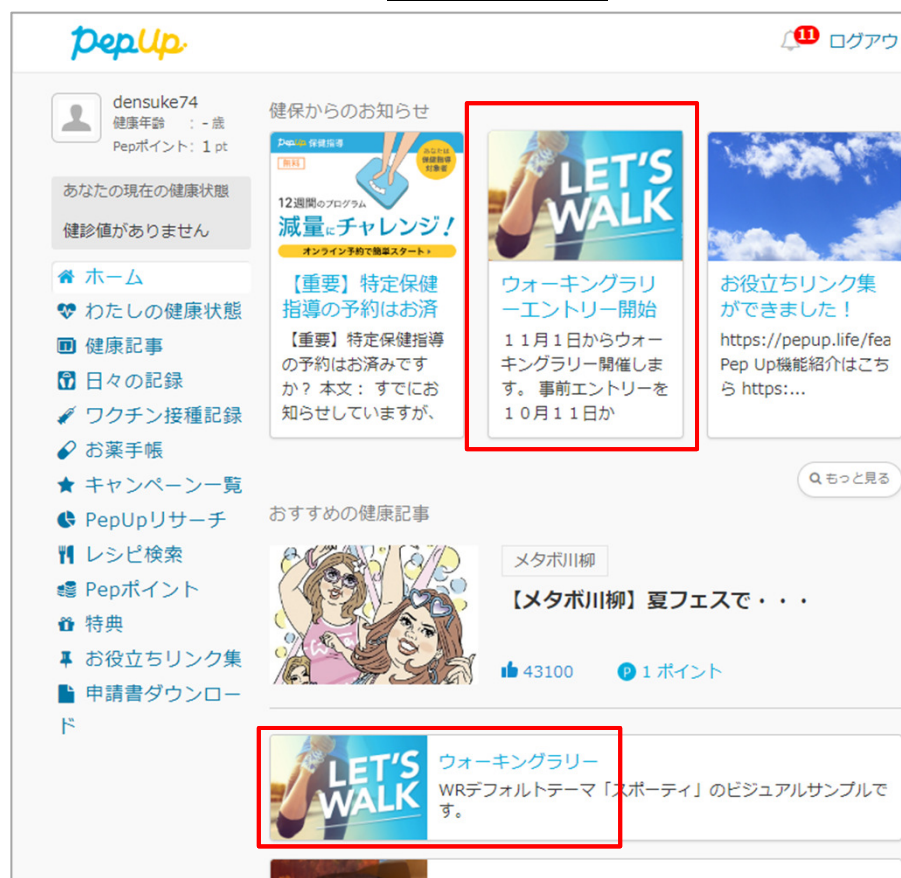 PepUp
11 ログアウ
densuke74
健康年齢 : - 歳
Pepポイント: 1 pt
あなたの現在の健康状態
健診値がありません
ホーム
わたしの健康状態
健康記事
日々の記録
ワクチン接種記録
お薬手帳
キャンペーン一覧
PepUpリサーチ
レシピ検索
Pepポイント
特典
お役立ちリンク集
申請書ダウンロー
ド
健保からのお知らせ
PepUp 保健指導
あなたは
保健指導
対象者
無料
12週間のプログラム
減量にチャレンジ!
オンライン予約で簡単スタート
【重要】特定保健
指導の予約はお済
【重要】特定保健指導
の予約はお済みです
か？ 本文： すでにお
知らせしていますが、
LET'S
WALK
ウォーキングラリ
ーエントリー開始
１１月１日からウォー
キングラリー開催しま
す。 事前エントリーを
１０月１１日か
お役立ちリンク集
ができました！
https://pepup.life/fea
Pep Up機能紹介はこち
ら https:...
もっと見る
おすすめの健康記事
メタボ川柳
【メタボ川柳】夏フェスで・・・
43100 P 1 ポイント
LET'S
WALK
ウォーキングラリー
WRデフォルトテーマ「スポーティ」のビジュアルサンプルで
す。